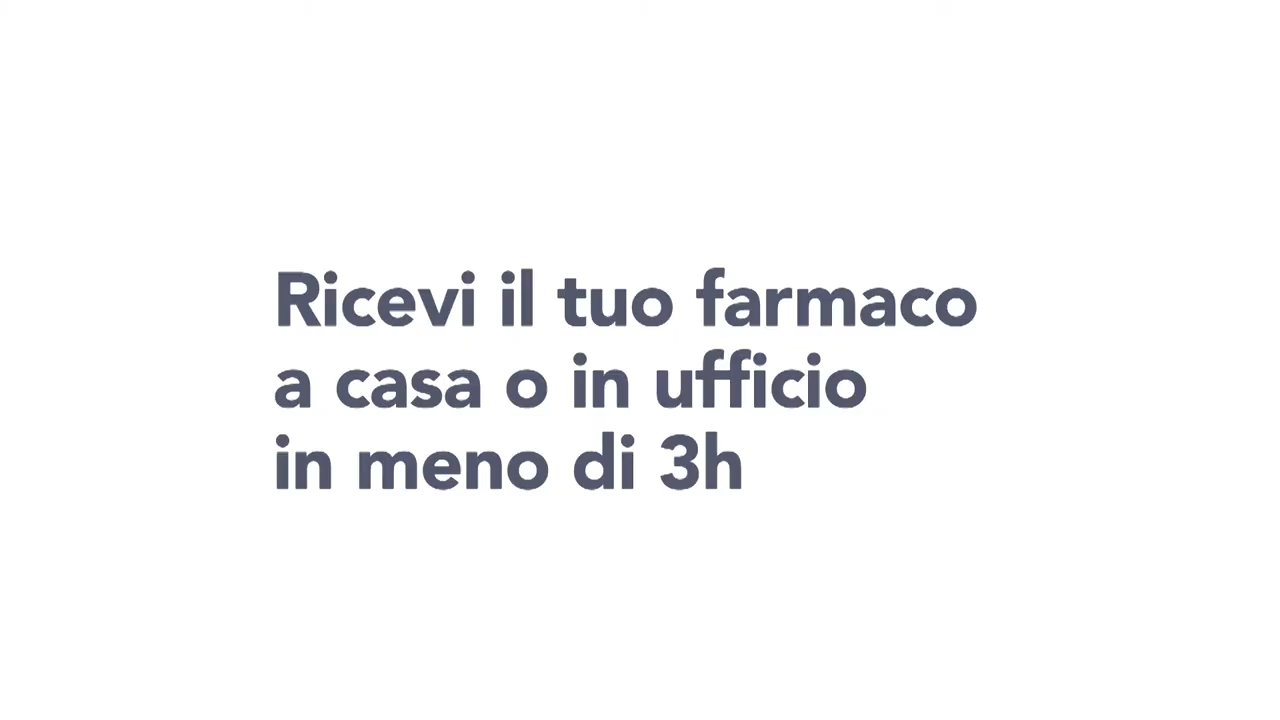 Ricevi il tuo farmaco
a casa o in ufficio
in meno di 3h